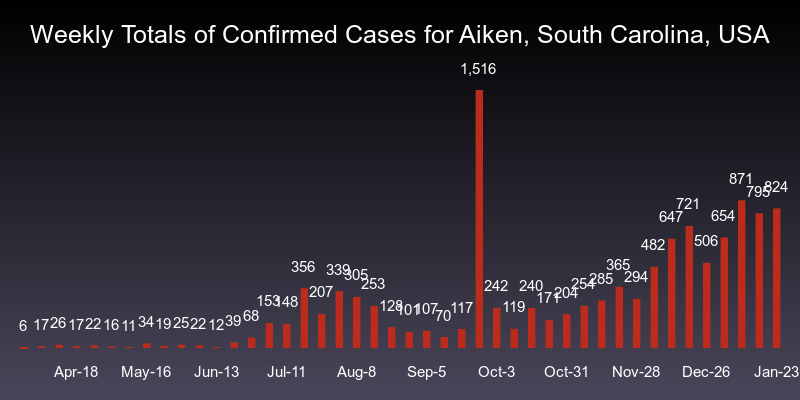 Weekly Totals of Confirmed Cases for Aiken, South Carolina, USA
6 17 26 17 22 16 11 34 19 25 22 12 39 68 153 148 356 207 339 305 253 128 101 107 70 117 1,516 242 119 240 171 204 254 285 365 294 482 647 721 506 654 871 795 824
Apr-18 May-16 Jun-13 Jul-11 Aug-8 Sep-5 Oct-3 Oct-31 Nov-28 Dec-26 Jan-23